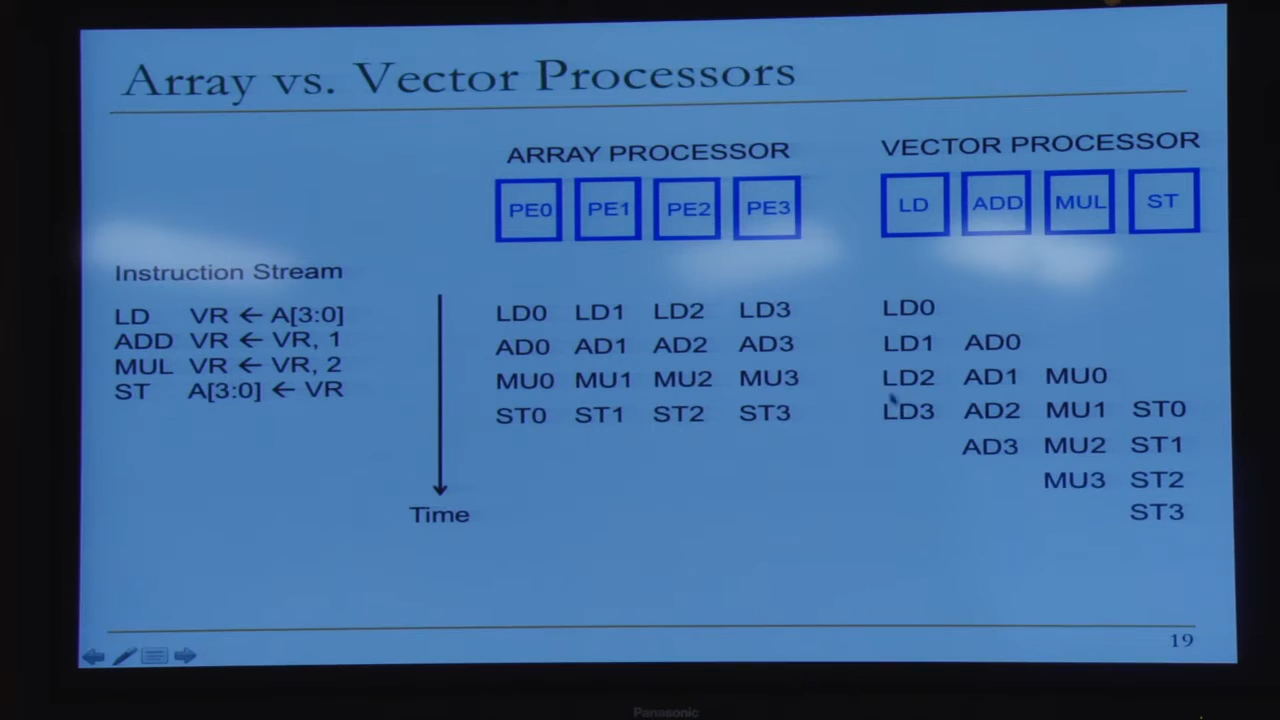 Array vs. Vector Processors
ARRAY PROCESSOR
PE0 PE1 PE2 PE3
VECTOR PROCESSOR
LD ADD MUL ST
Instruction Stream
LD VR ← A[3:0]
ADD VR ← VR, 1
MUL VR ← VR, 2
ST A[3:0] ← VR
Time
LD0 LD1 LD2 LD3
AD0 AD1 AD2 AD3
MU0 MU1 MU2 MU3
ST0 ST1 ST2 ST3
LD0
LD1 AD0
LD2 AD1 MU0
LD3 AD2 MU1 ST0
AD3 MU2 ST1
MU3 ST2
ST3
19
Panasonic